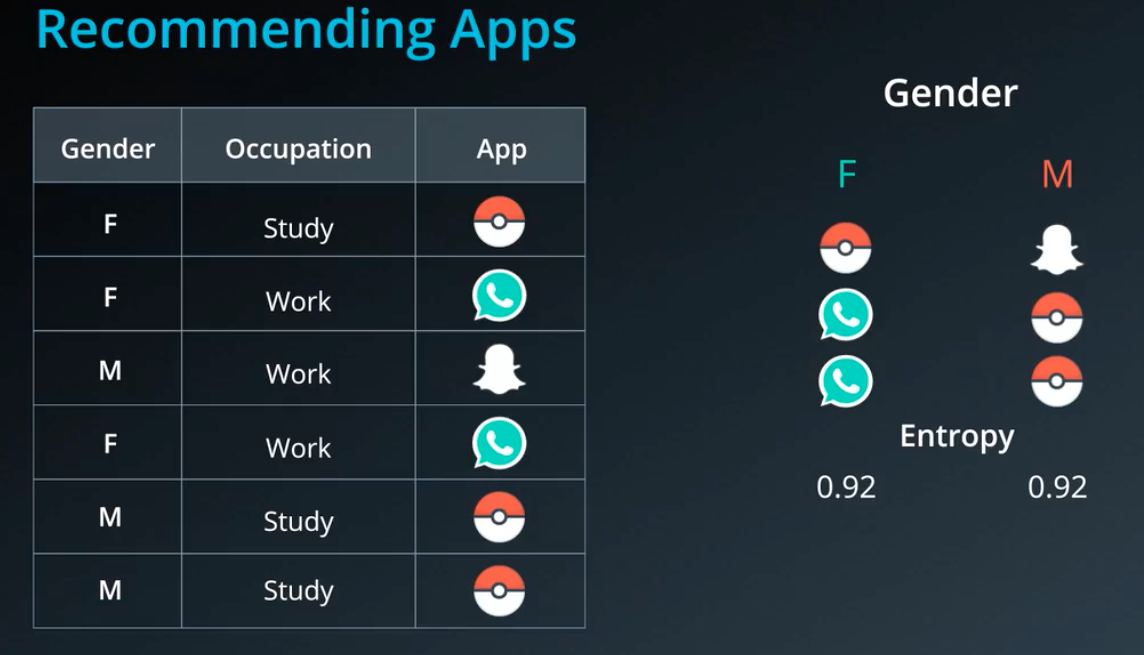 Recommending Apps
Gender Occupation App
F Study
F Work
M Work
F Work
M Study
M Study
Gender
F M
Entropy
0.92 0.92